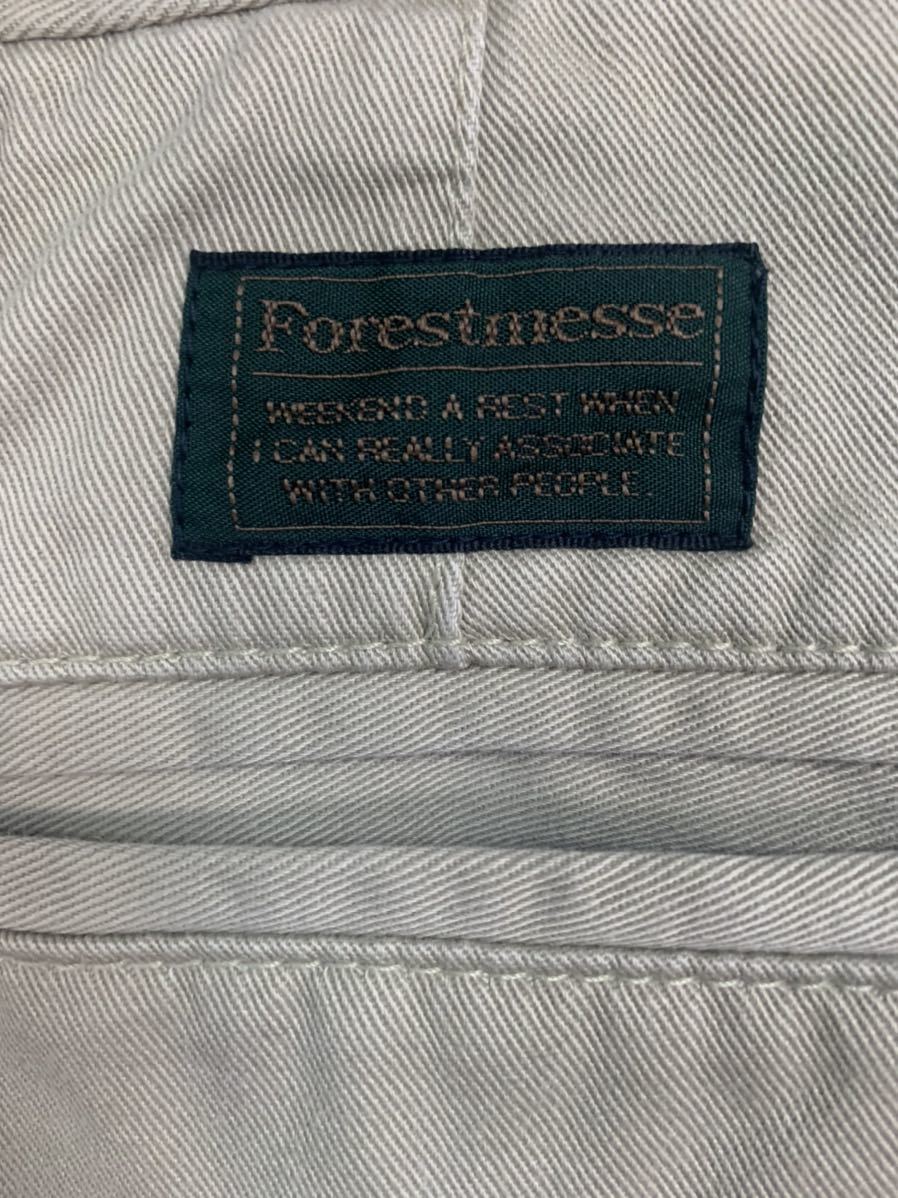 Forestmesse
WEEKEND A REST WHEN
I CAN REALLY ASSOCIATE
WITH OTHER PEOPLE.